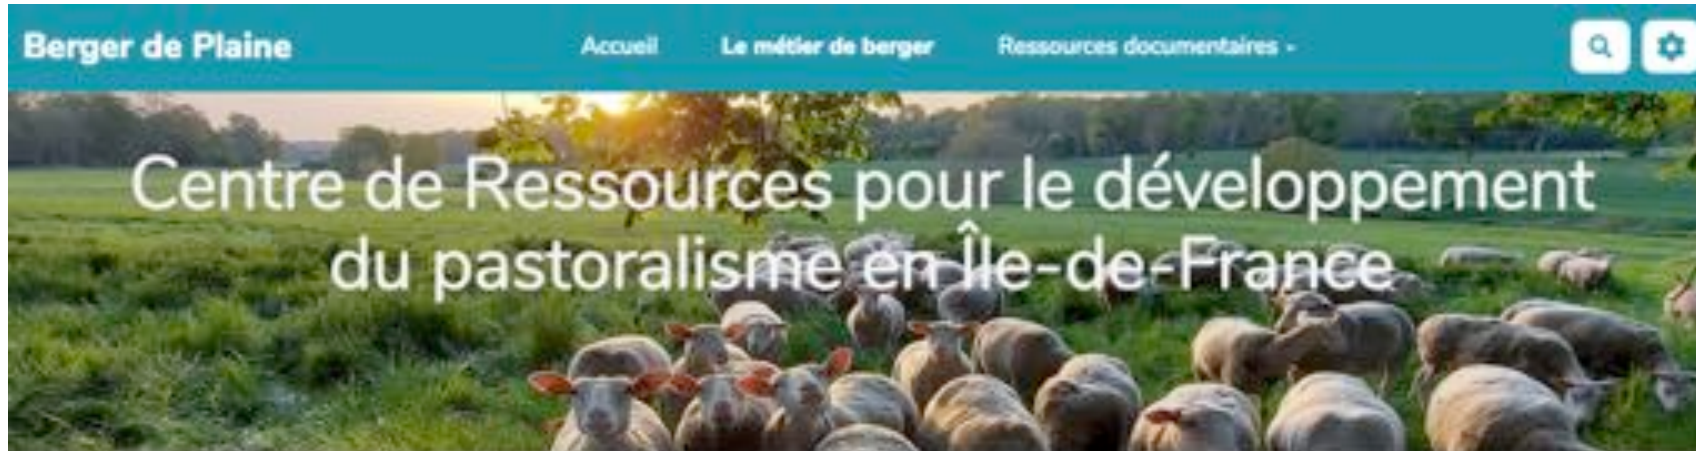 Berger de Plaine
Accueil
Le métier de berger
Ressources documentaires
Centre de Ressources pour le développement
du pastoralisme en Île-de-France